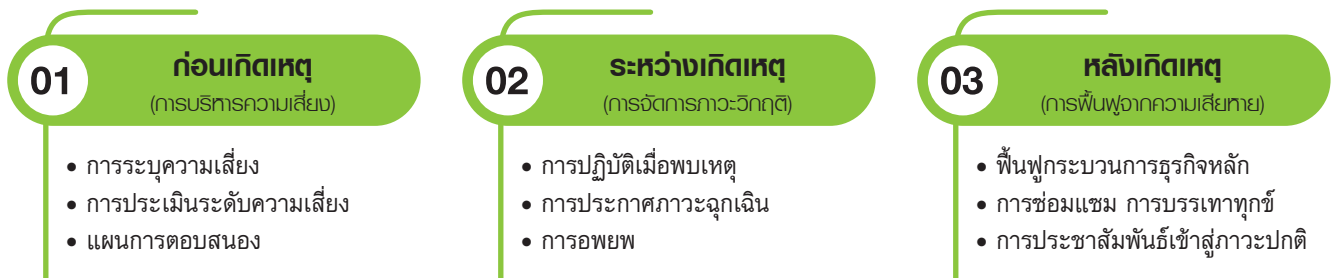 01
ก่อนเกิดเหตุ
(การบริหารความเสี่ยง)
• การระบุความเสี่ยง
• การประเมินระดับความเสี่ยง
• แผนการตอบสนอง
02
ระหว่างเกิดเหตุ
(การจัดการภาวะวิกฤติ)
• การปฏิบัติเมื่อพบเหตุ
• การประกาศภาวะฉุกเฉิน
• การอพยพ
03
หลังเกิดเหตุ
(การฟื้นฟูจากความเสียหาย)
• ฟื้นฟูกระบวนการธุรกิจหลัก
• การซ่อมแซม การบรรเทาทุกข์
• การประชาสัมพันธ์เข้าสู่ภาวะปกติ